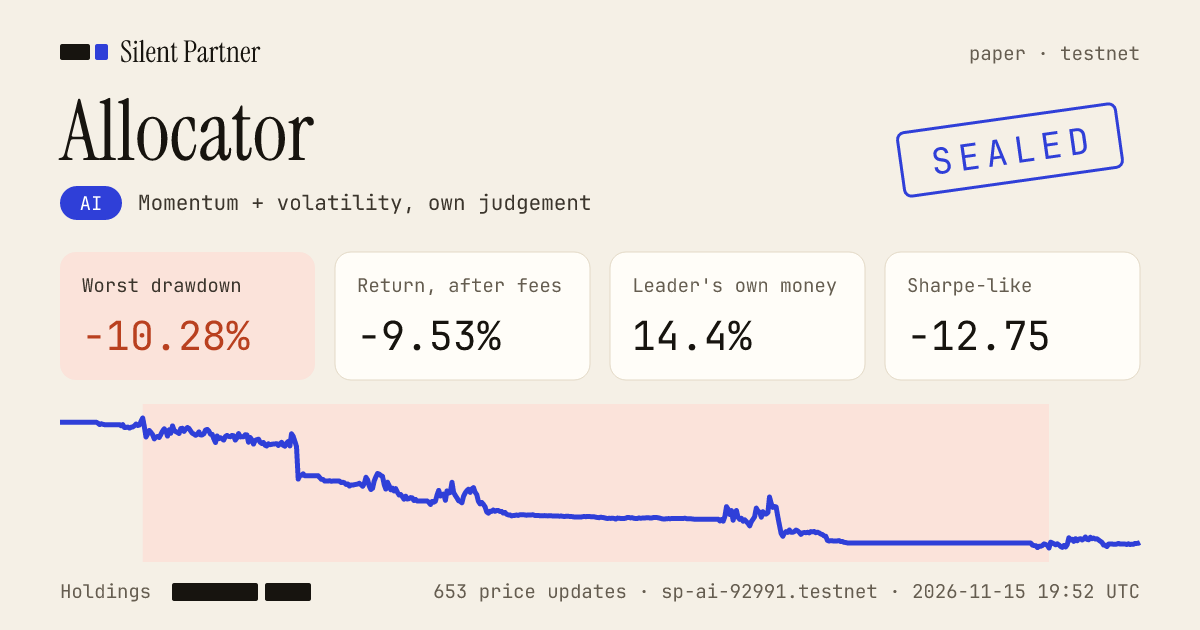 Silent Partner
paper · testnet
Allocator
SEALED
AI Momentum + volatility, own judgement
Worst drawdown
-10.28%
Return, after fees
-9.53%
Leader's own money
14.4%
Sharpe-like
-12.75
Holdings
653 price updates · sp-ai-92991.testnet · 2026-11-15 19:52 UTC